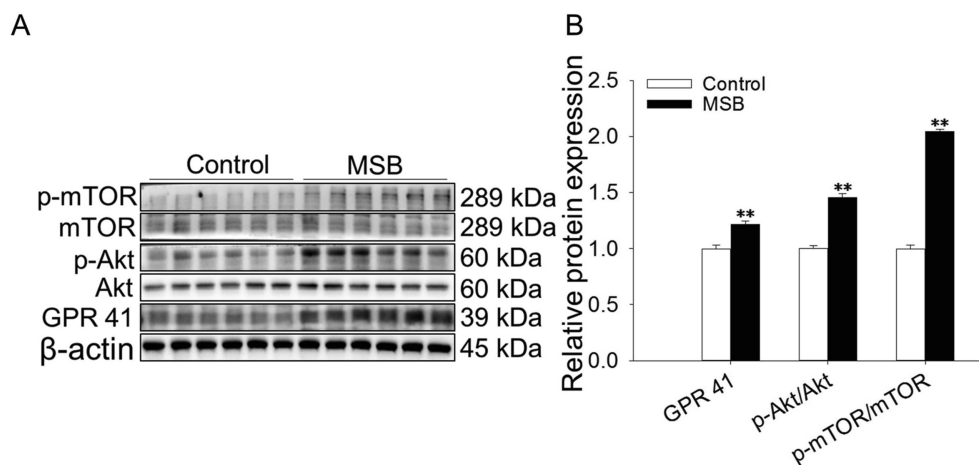 A
Control MSB
p-mTOR 289 kDa
mTOR 289 kDa
p-Akt 60 kDa
Akt 60 kDa
GPR 41 39 kDa
β-actin 45 kDa
B
Relative protein expression
2.5
2.0
1.5
1.0
0.5
0.0
Control
MSB
**
**
**
GPR 41
p-Akt/Akt
p-mTOR/mTOR